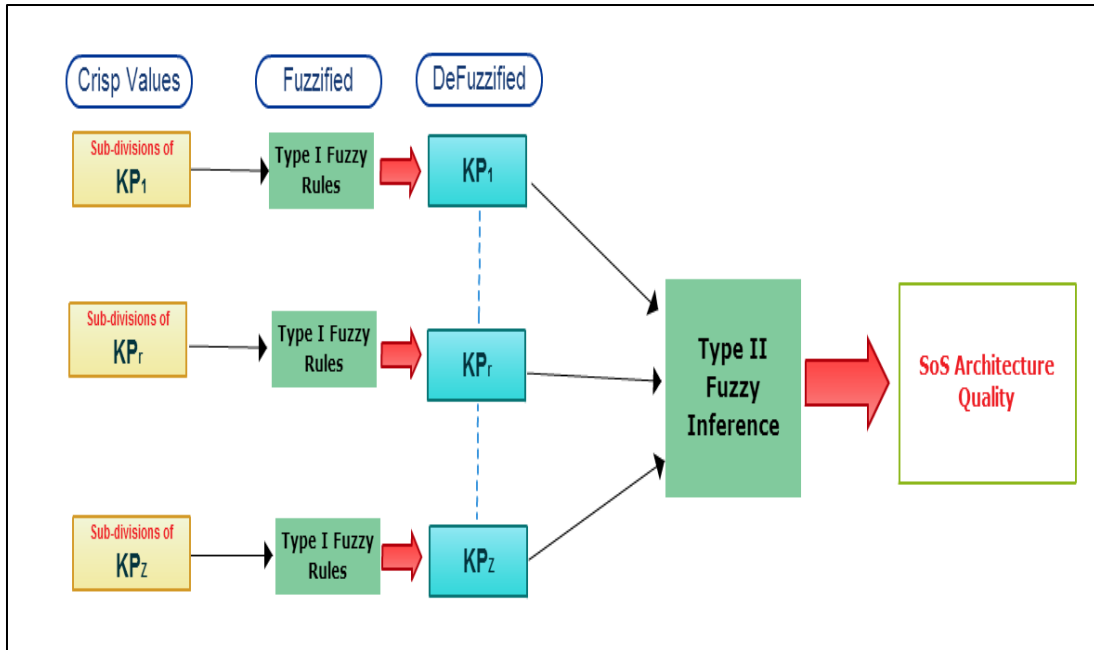 Crisp Values
Fuzzified
DeFuzzified
Sub-divisions of
KP1
Type I Fuzzy
Rules
KP1
Sub-divisions of
KPr
Type I Fuzzy
Rules
KPr
Type II
Fuzzy
Inference
SoS Architecture
Quality
Sub-divisions of
KPZ
Type I Fuzzy
Rules
KPZ